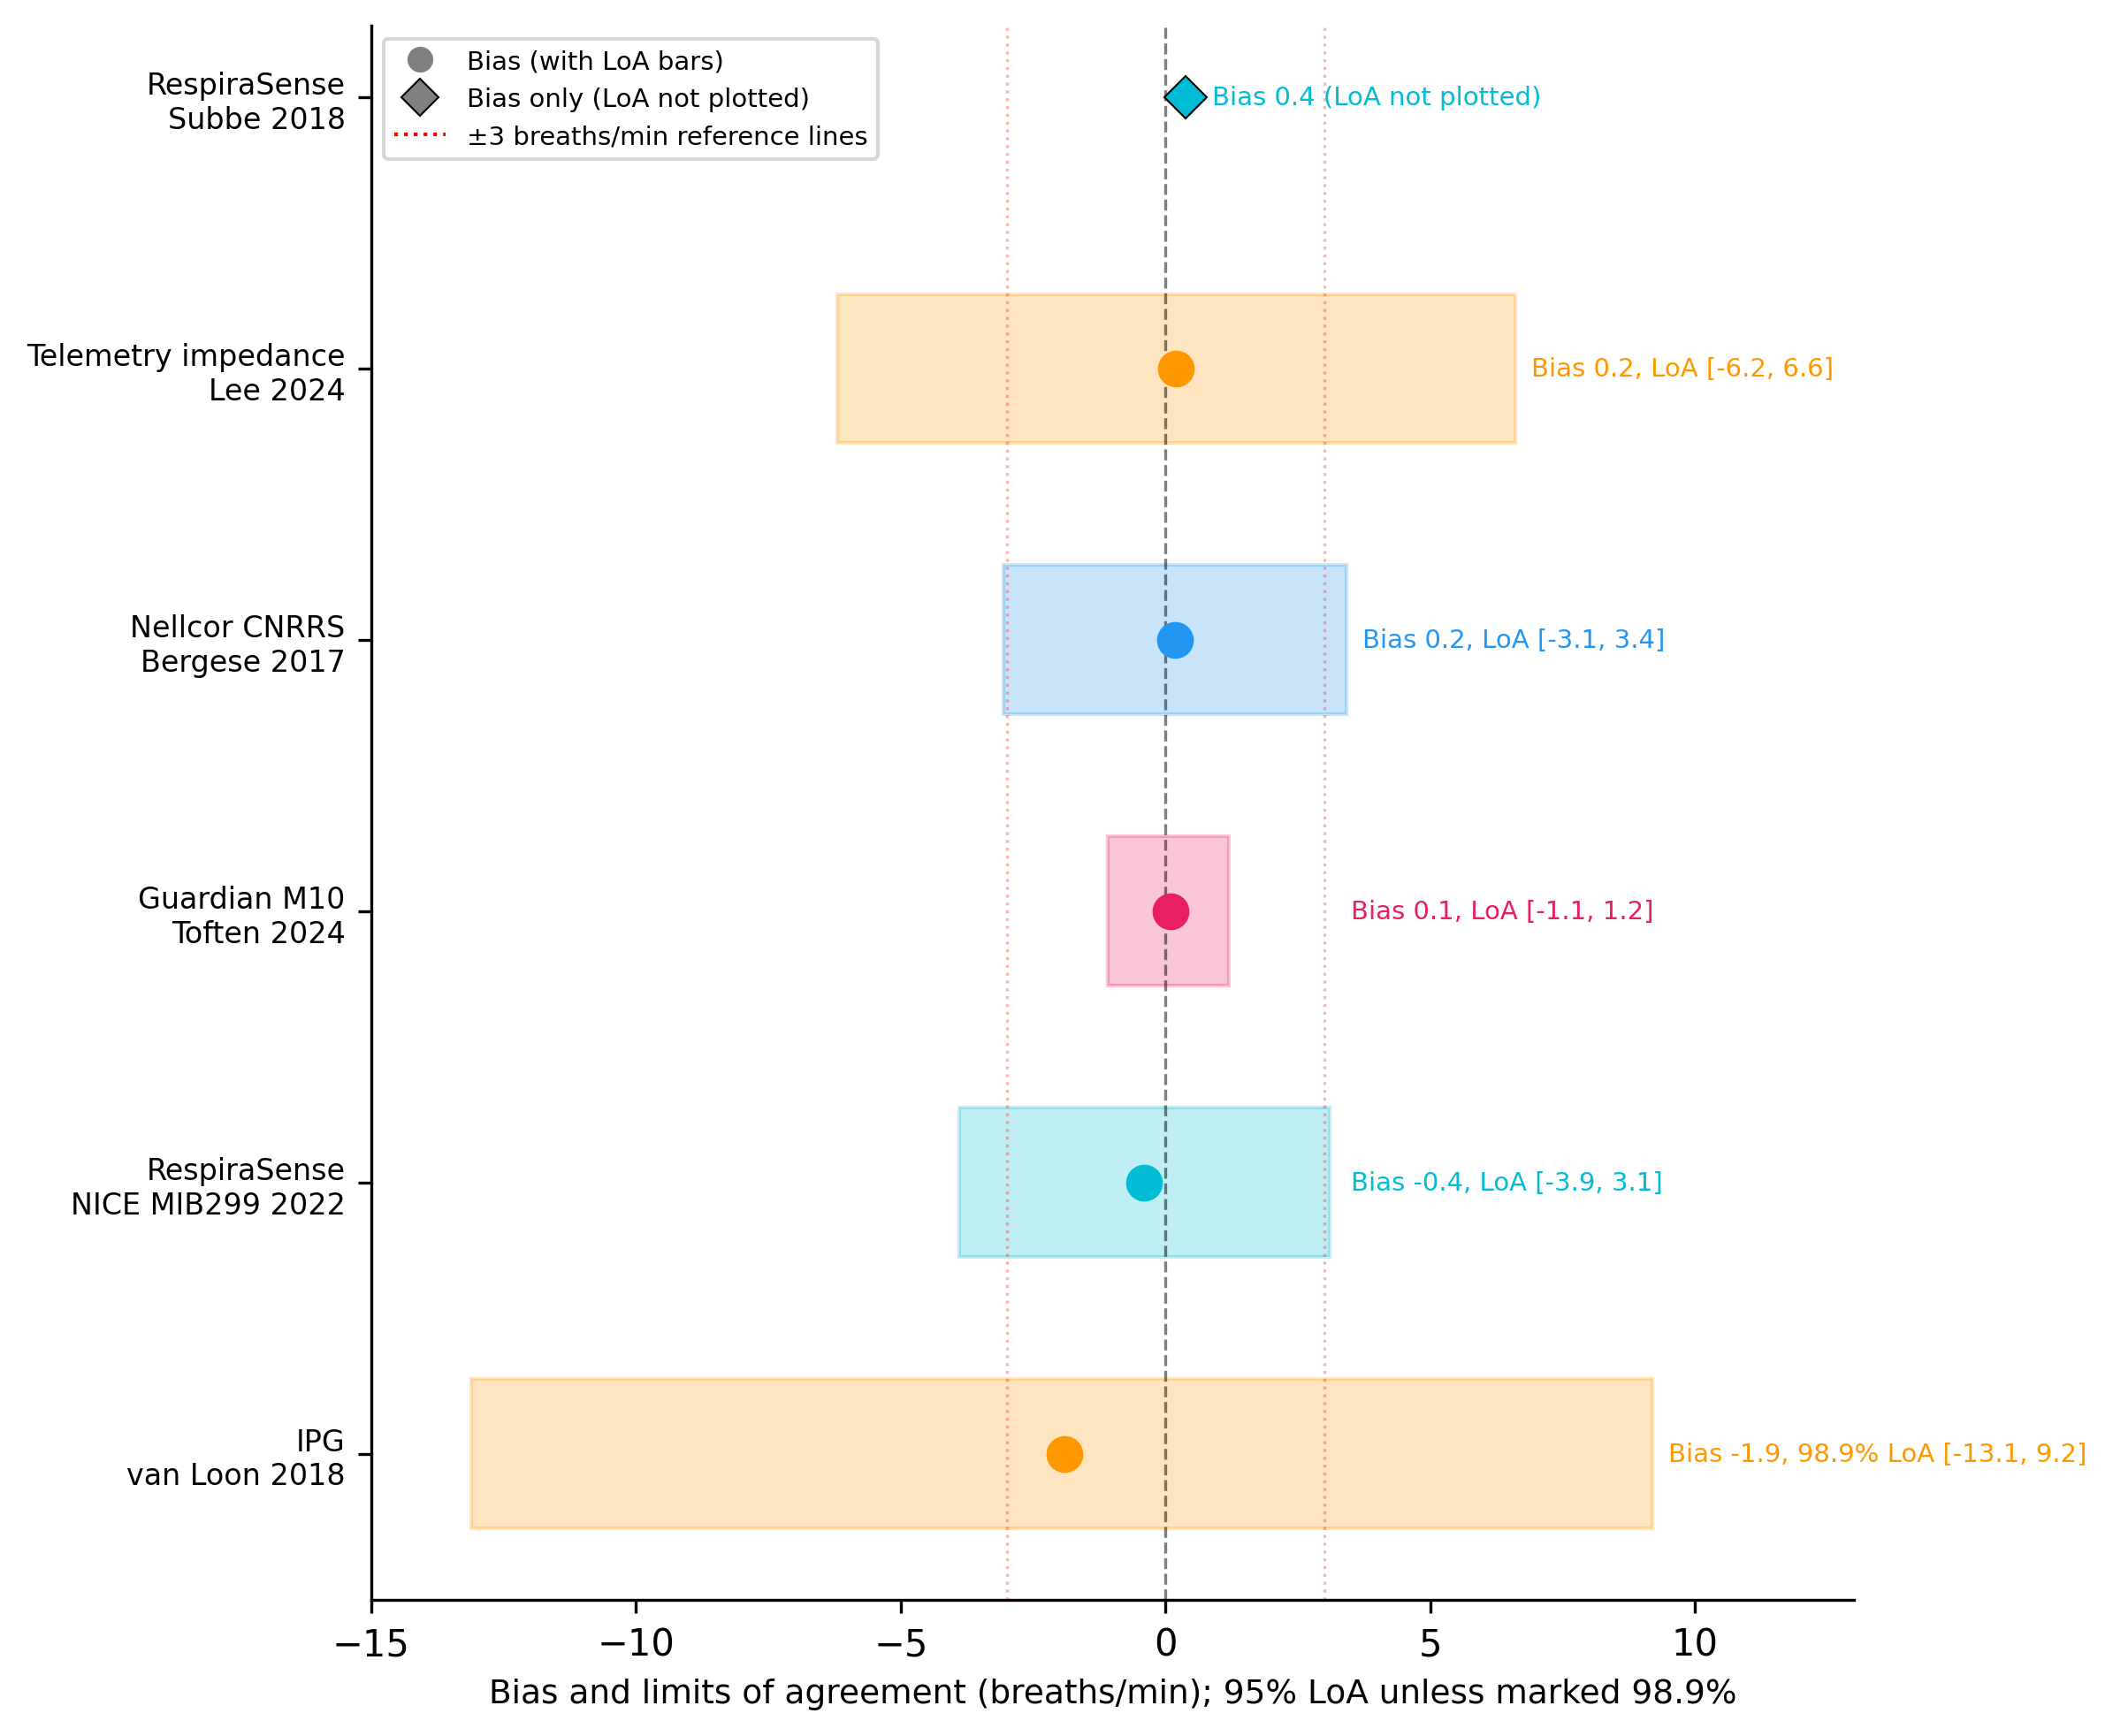 Bias (with LoA bars)
Bias only (LoA not plotted)
±3 breaths/min reference lines
RespiraSense
Subbe 2018
Bias 0.4 (LoA not plotted)
Telemetry impedance
Lee 2024
Bias 0.2, LoA [-6.2, 6.6]
Nellcor CNRRS
Bergese 2017
Bias 0.2, LoA [-3.1, 3.4]
Guardian M10
Toften 2024
Bias 0.1, LoA [-1.1, 1.2]
RespiraSense
NICE MIB299 2022
Bias -0.4, LoA [-3.9, 3.1]
IPG
van Loon 2018
Bias -1.9, 98.9% LoA [-13.1, 9.2]
−15 −10 −5 0 5 10
Bias and limits of agreement (breaths/min); 95% LoA unless marked 98.9%